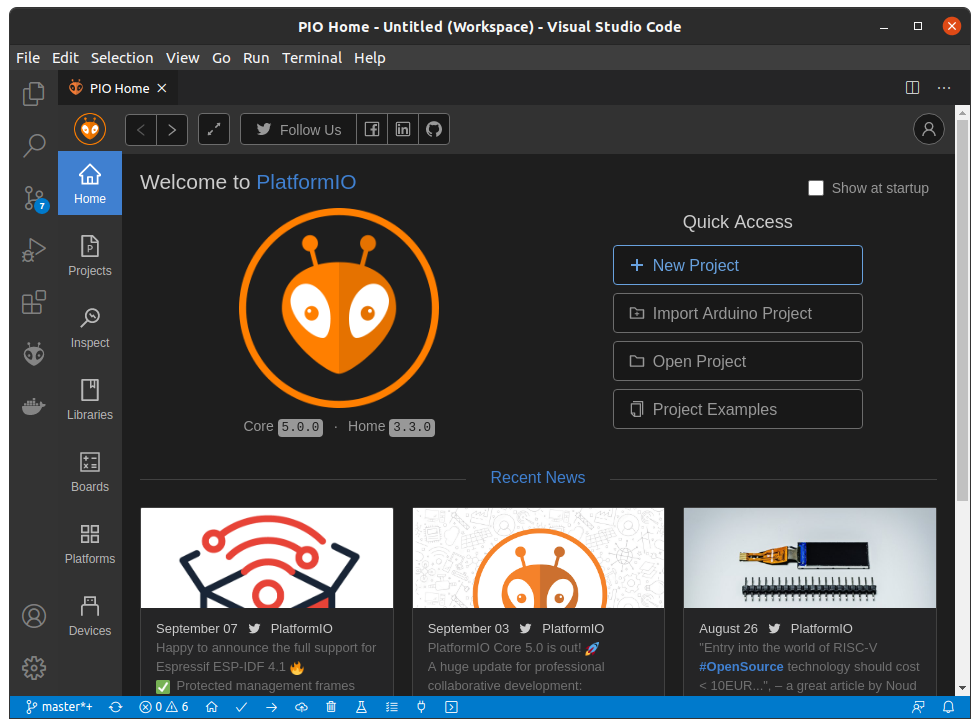 PIO Home - Untitled (Workspace) - Visual Studio Code
File Edit Selection View Go Run Terminal Help
PIO Home
Follow Us
7
Home
Projects
Inspect
Libraries
Boards
Platforms
Devices
Welcome to PlatformIO
Show at startup
Core 5.0.0 · Home 3.3.0
Quick Access
New Project
Import Arduino Project
Open Project
Project Examples
Recent News
September 07 PlatformIO
Happy to announce the full support for
Espressif ESP-IDF 4.1 🔥
✅ Protected management frames
September 03 PlatformIO
PlatformIO Core 5.0 is out! 🚀
A huge update for professional
collaborative development:
August 26 PlatformIO
"Entry into the world of RISC-V
#OpenSource technology should cost
< 10EUR...", – a great article by Noud
master*+ 0 6